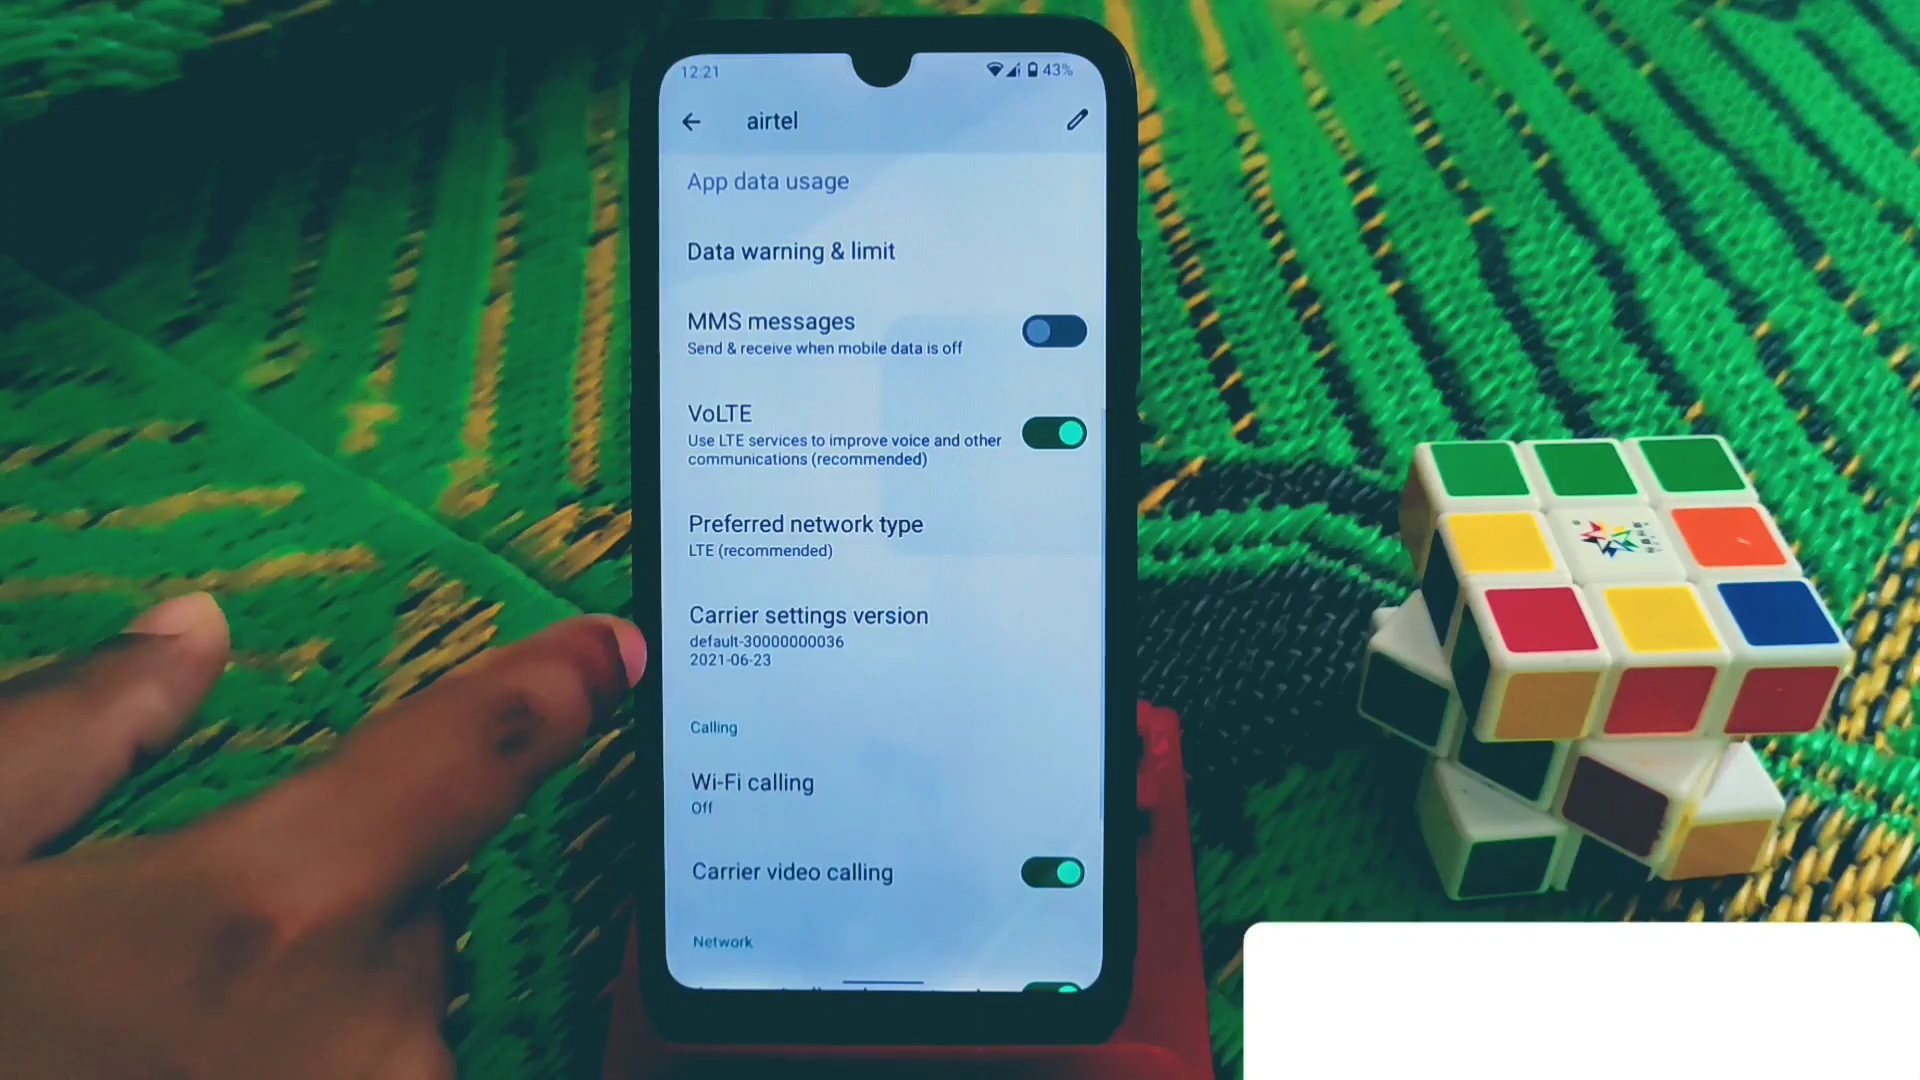 12:21
43%
airtel
App data usage
Data warning & limit
MMS messages
Send & receive when mobile data is off
VoLTE
Use LTE services to improve voice and other
communications (recommended)
Preferred network type
LTE (recommended)
Carrier settings version
default-30000000036
2021-06-23
Calling
Wi-Fi calling
Off
Carrier video calling
Network